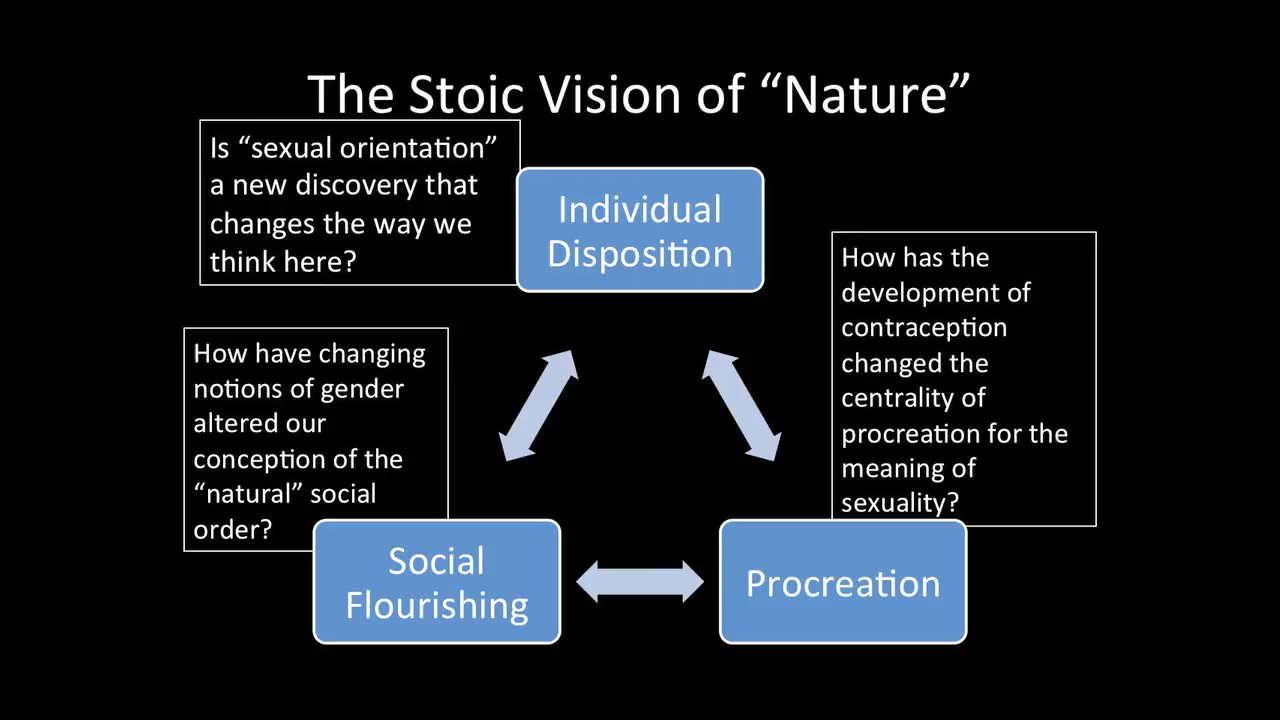 The Stoic Vision of “Nature”
Is “sexual orientation”
a new discovery that
changes the way we
think here?
Individual
Disposition
How has the
development of
contraception
changed the
centrality of
procreation for the
meaning of
sexuality?
How have changing
notions of gender
altered our
conception of the
“natural” social
order?
Social
Flourishing
Procreation